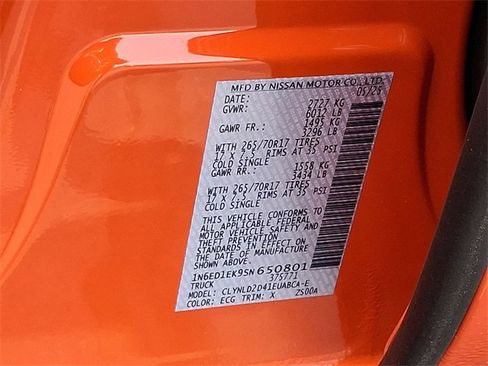 MFD BY NISSAN MOTOR CO., LTD.
DATE: 05/25
GVWR: 2727 KG
6012 LB
GAWR FR.: 1495 KG
3296 LB
WITH 265/70R17 TIRES
17 X 7.5 RIMS AT 35 PSI
COLD SINGLE
GAWR RR.: 1558 KG
3434 LB
WITH 265/70R17 TIRES
17 X 7.5 RIMS AT 35 PSI
COLD SINGLE
THIS VEHICLE CONFORMS TO
ALL APPLICABLE FEDERAL
MOTOR VEHICLE SAFETY AND
THEFT PREVENTION
STANDARDS IN EFFECT ON
THE DATE OF MANUFACTURE
SHOWN ABOVE.
1N6ED1EK9SN650801
TRUCK 375771
MODEL: CLYNLD2D41EUABCA-E
COLOR: ECG TRIM: X 2S00A